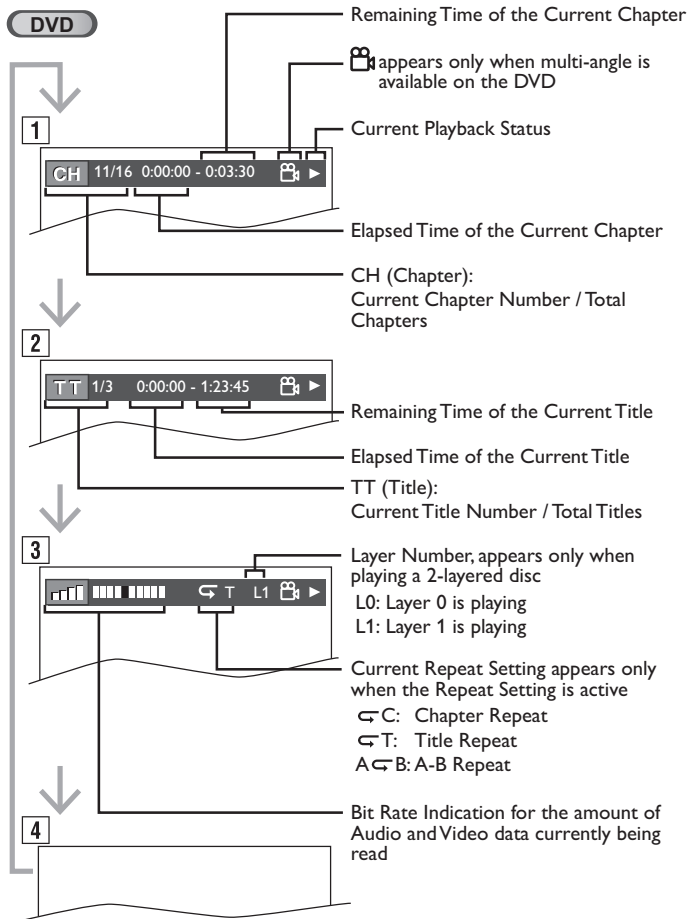 DVD
Remaining Time of the Current Chapter
appears only when multi-angle is
available on the DVD
Current Playback Status
1
CH 11/16 0:00:00 - 0:03:30
Elapsed Time of the Current Chapter
CH (Chapter):
Current Chapter Number / Total
Chapters
2
TT 1/3 0:00:00 - 1:23:45
Remaining Time of the Current Title
Elapsed Time of the Current Title
TT (Title):
Current Title Number / Total Titles
3
T L1
Layer Number, appears only when
playing a 2-layered disc
L0: Layer 0 is playing
L1: Layer 1 is playing
Current Repeat Setting appears only
when the Repeat Setting is active
C: Chapter Repeat
T: Title Repeat
A B: A-B Repeat
Bit Rate Indication for the amount of
Audio and Video data currently being
read
4